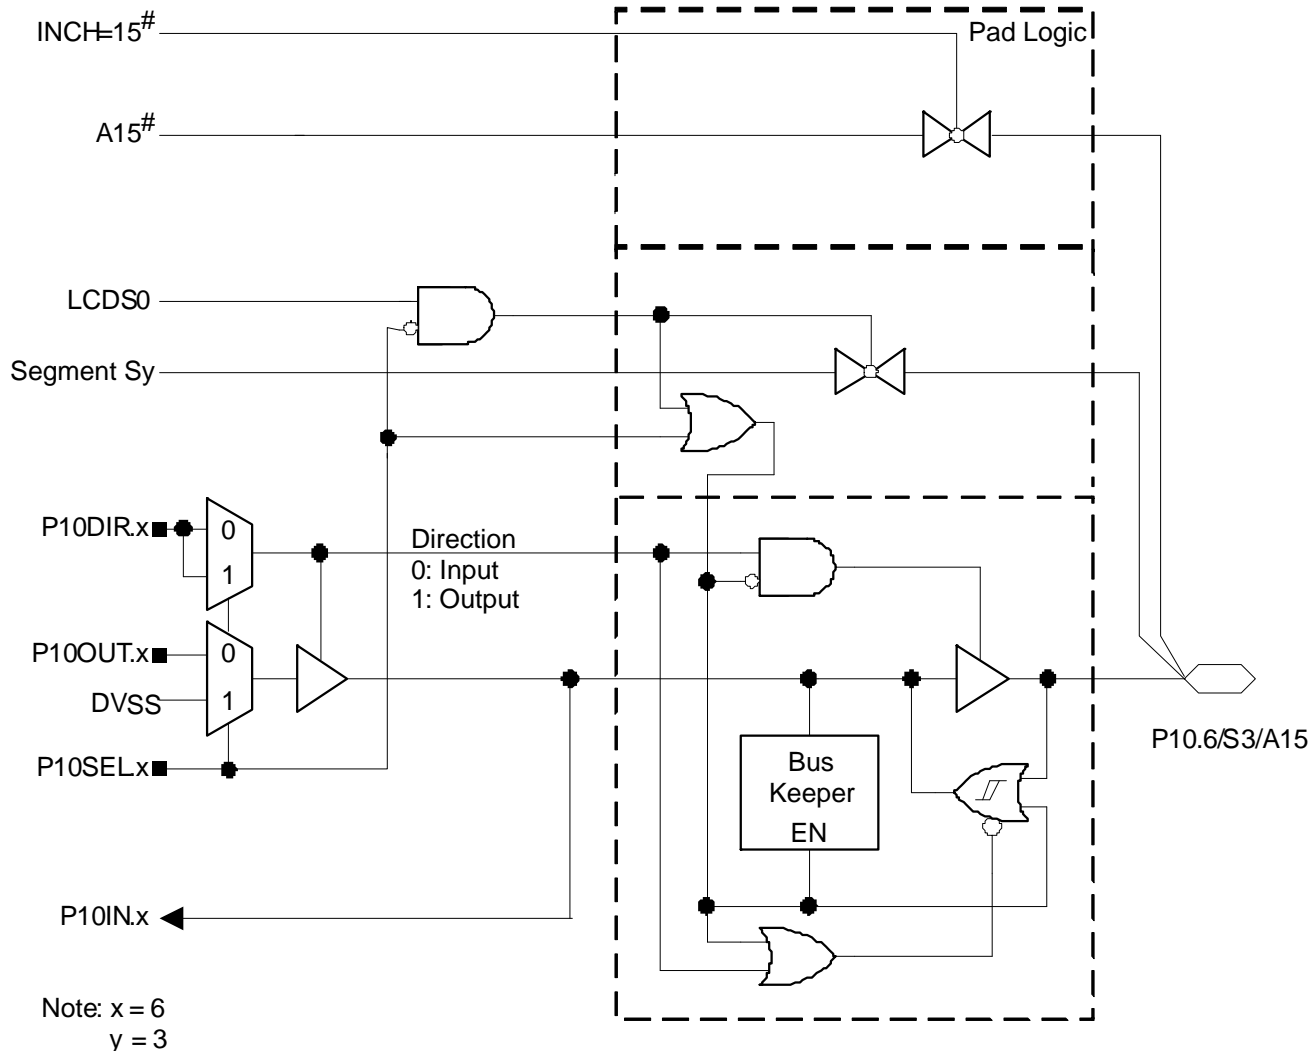 INCH=15#
Pad Logic
A15#
LCDS0
Segment Sy
P10DIR.x
0
1
Direction
0: Input
1: Output
P10OUT.x
0
DVSS
1
P10SEL.x
Bus
Keeper
EN
P10.6/S3/A15
P10IN.x
Note: x = 6
y = 3